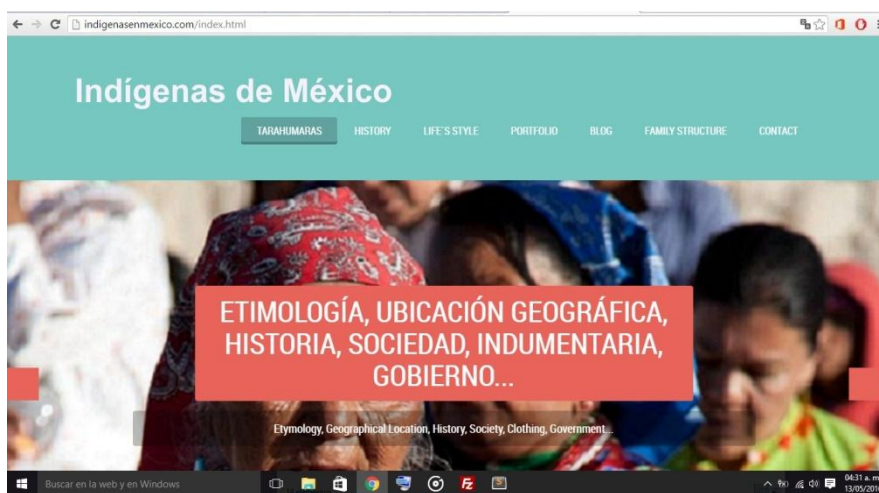 indigenasenmexico.com/index.html
Indígenas de México
TARAHUMARAS HISTORY LIFE'S STYLE PORTFOLIO BLOG FAMILY STRUCTURE CONTACT
ETIMOLOGÍA, UBICACIÓN GEOGRÁFICA,
HISTORIA, SOCIEDAD, INDUMENTARIA,
GOBIERNO...
Etymology, Geographical Location, History, Society, Clothing, Government...
Buscar en la web y en Windows
04:31 a. m.
13/05/2016